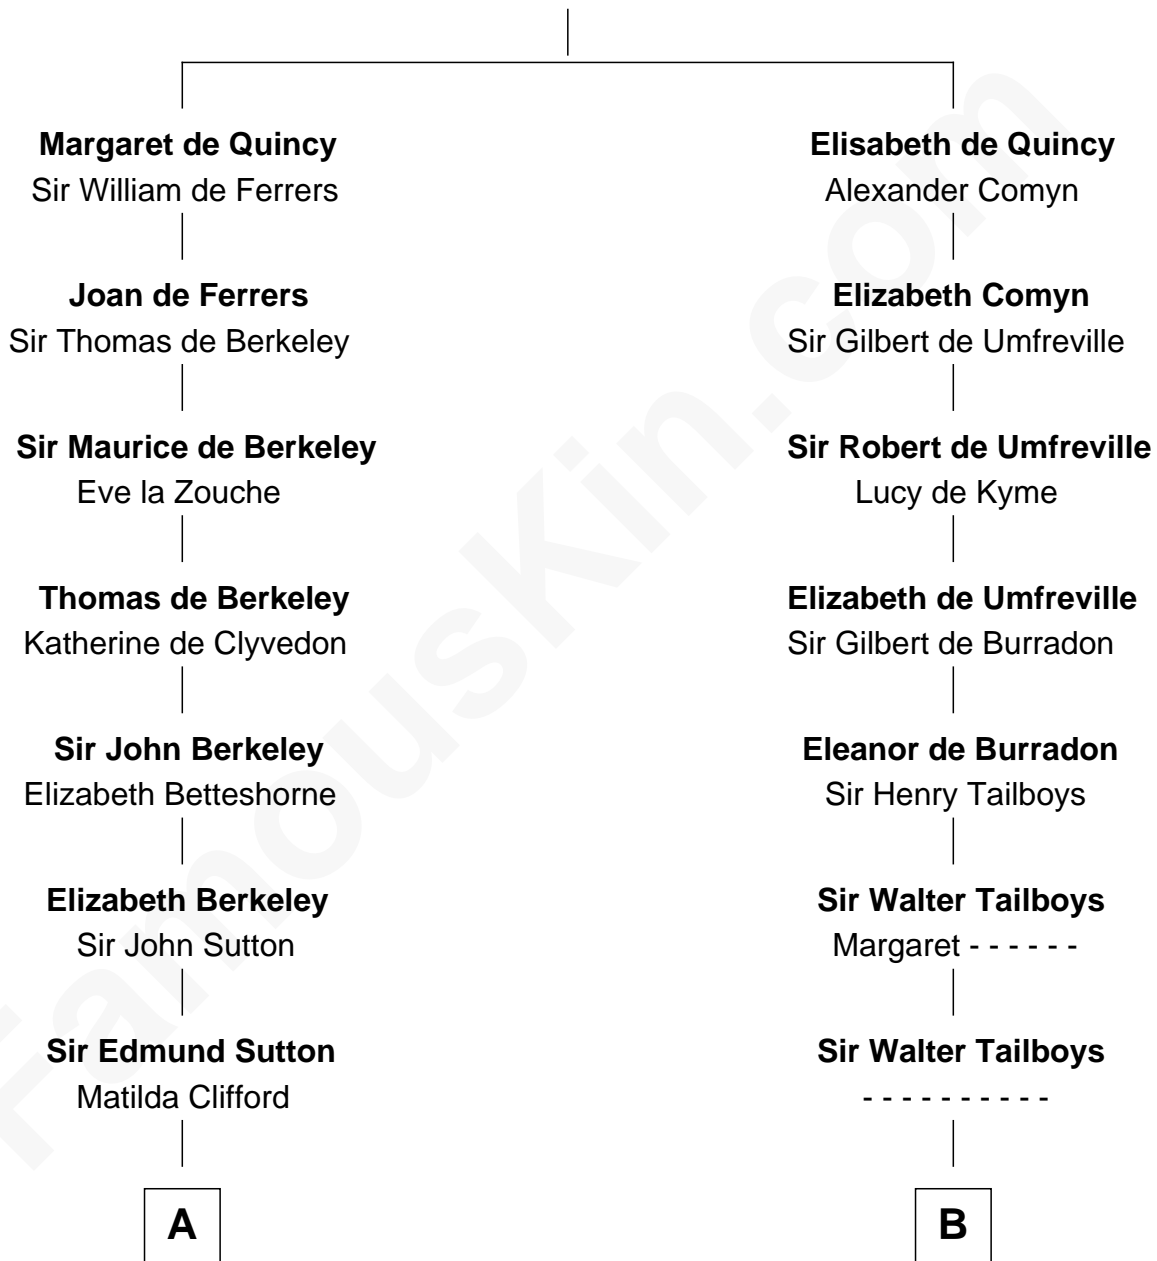 Margaret de Quincy
Sir William de Ferrers
Joan de Ferrers
Sir Thomas de Berkeley
Sir Maurice de Berkeley
Eve la Zouche
Thomas de Berkeley
Katherine de Clyvedon
Sir John Berkeley
Elizabeth Betteshorne
Elizabeth Berkeley
Sir John Sutton
Sir Edmund Sutton
Matilda Clifford
A
Elisabeth de Quincy
Alexander Comyn
Elizabeth Comyn
Sir Gilbert de Umfreville
Sir Robert de Umfreville
Lucy de Kyme
Elizabeth de Umfreville
Sir Gilbert de Burradon
Eleanor de Burradon
Sir Henry Tailboys
Sir Walter Tailboys
Margaret - - - - - -
Sir Walter Tailboys
- - - - - - - - - -
B
FamousKin.com